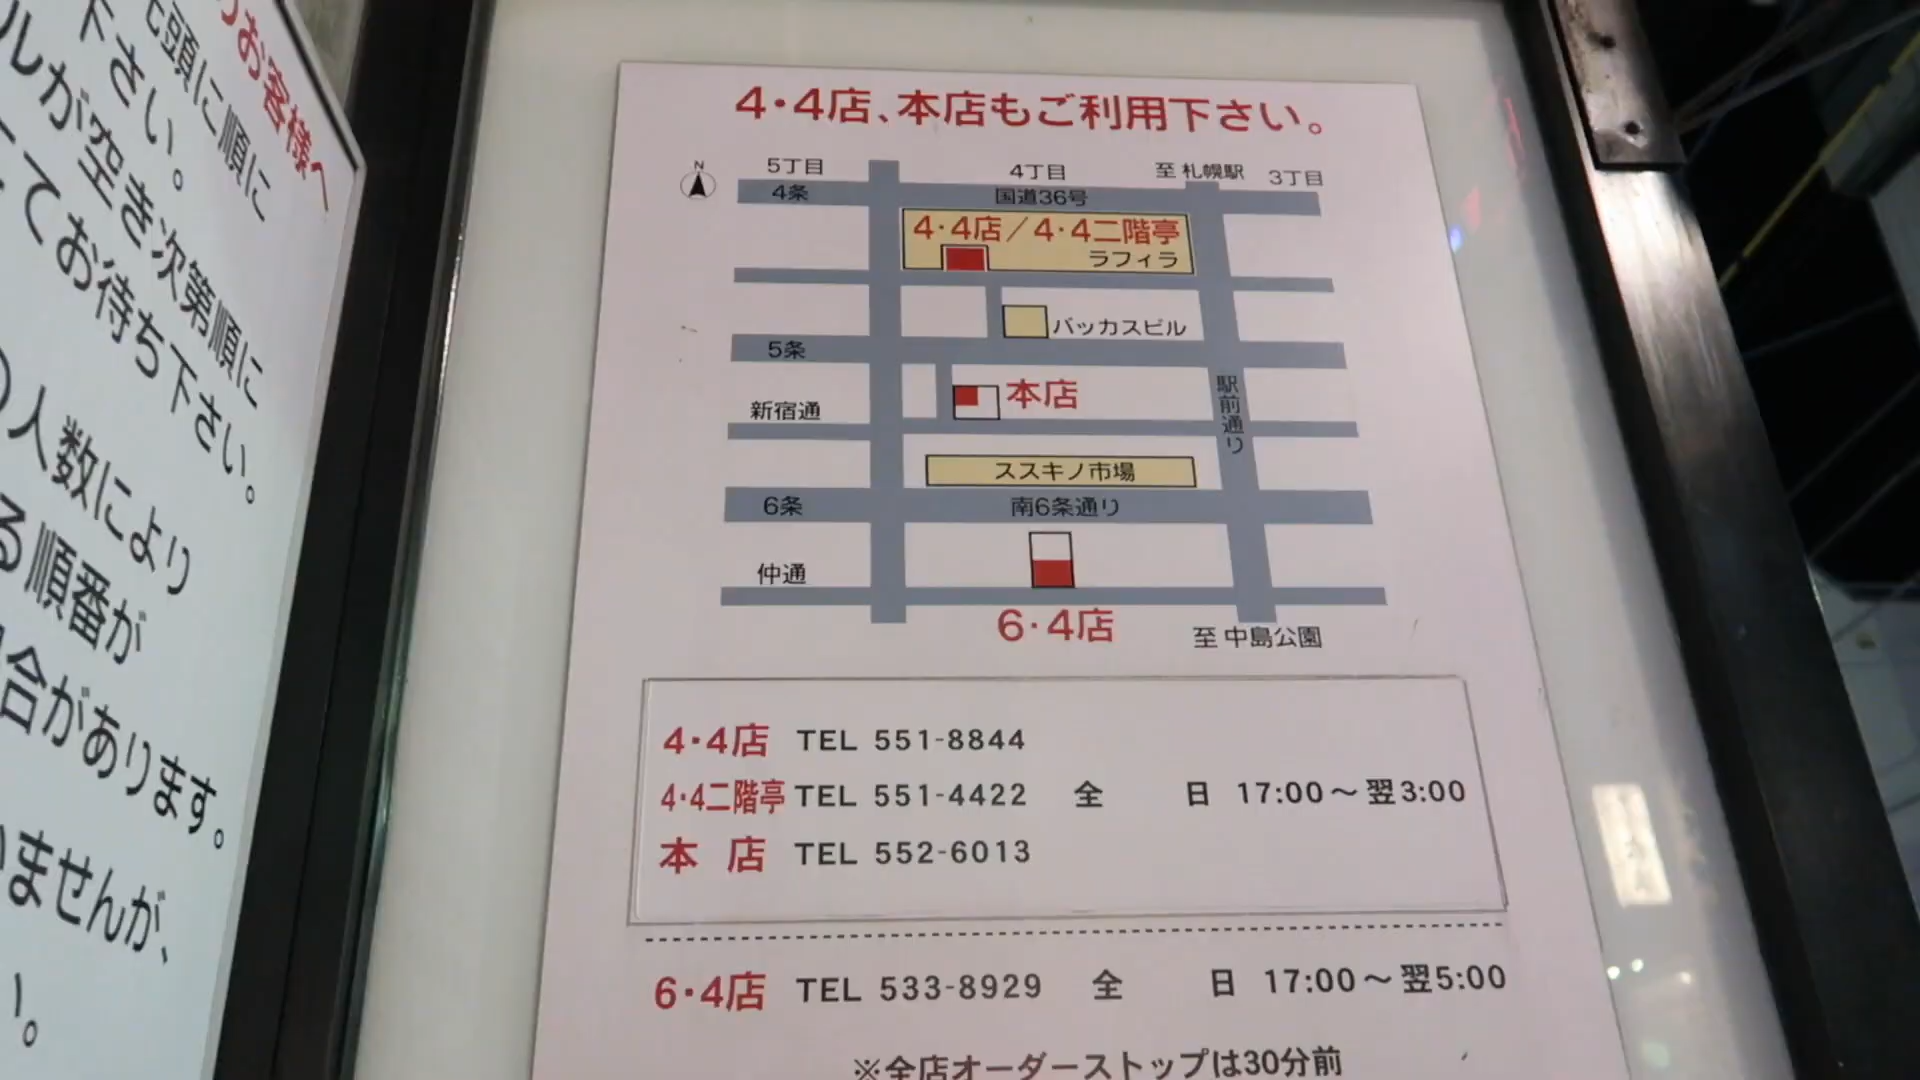 のお客様へ
先頭に順に
下さい。
ルが空き次第順に
てお待ち下さい。
の人数により
る順番が
合があります。
いませんが、
い。
4・4店、本店もご利用下さい。
N
5丁目
4丁目
至 札幌駅
3丁目
4条
国道36号
4・4店／4・4二階亭
ラフィラ
バッカスビル
5条
本店
駅前通り
新宿通
ススキノ市場
6条
南6条通り
仲通
6・4店
至 中島公園
4・4店 TEL 551-8844
4・4二階亭 TEL 551-4422 全 日 17:00～翌3:00
本 店 TEL 552-6013
6・4店 TEL 533-8929 全 日 17:00～翌5:00
※全店オーダーストップは30分前